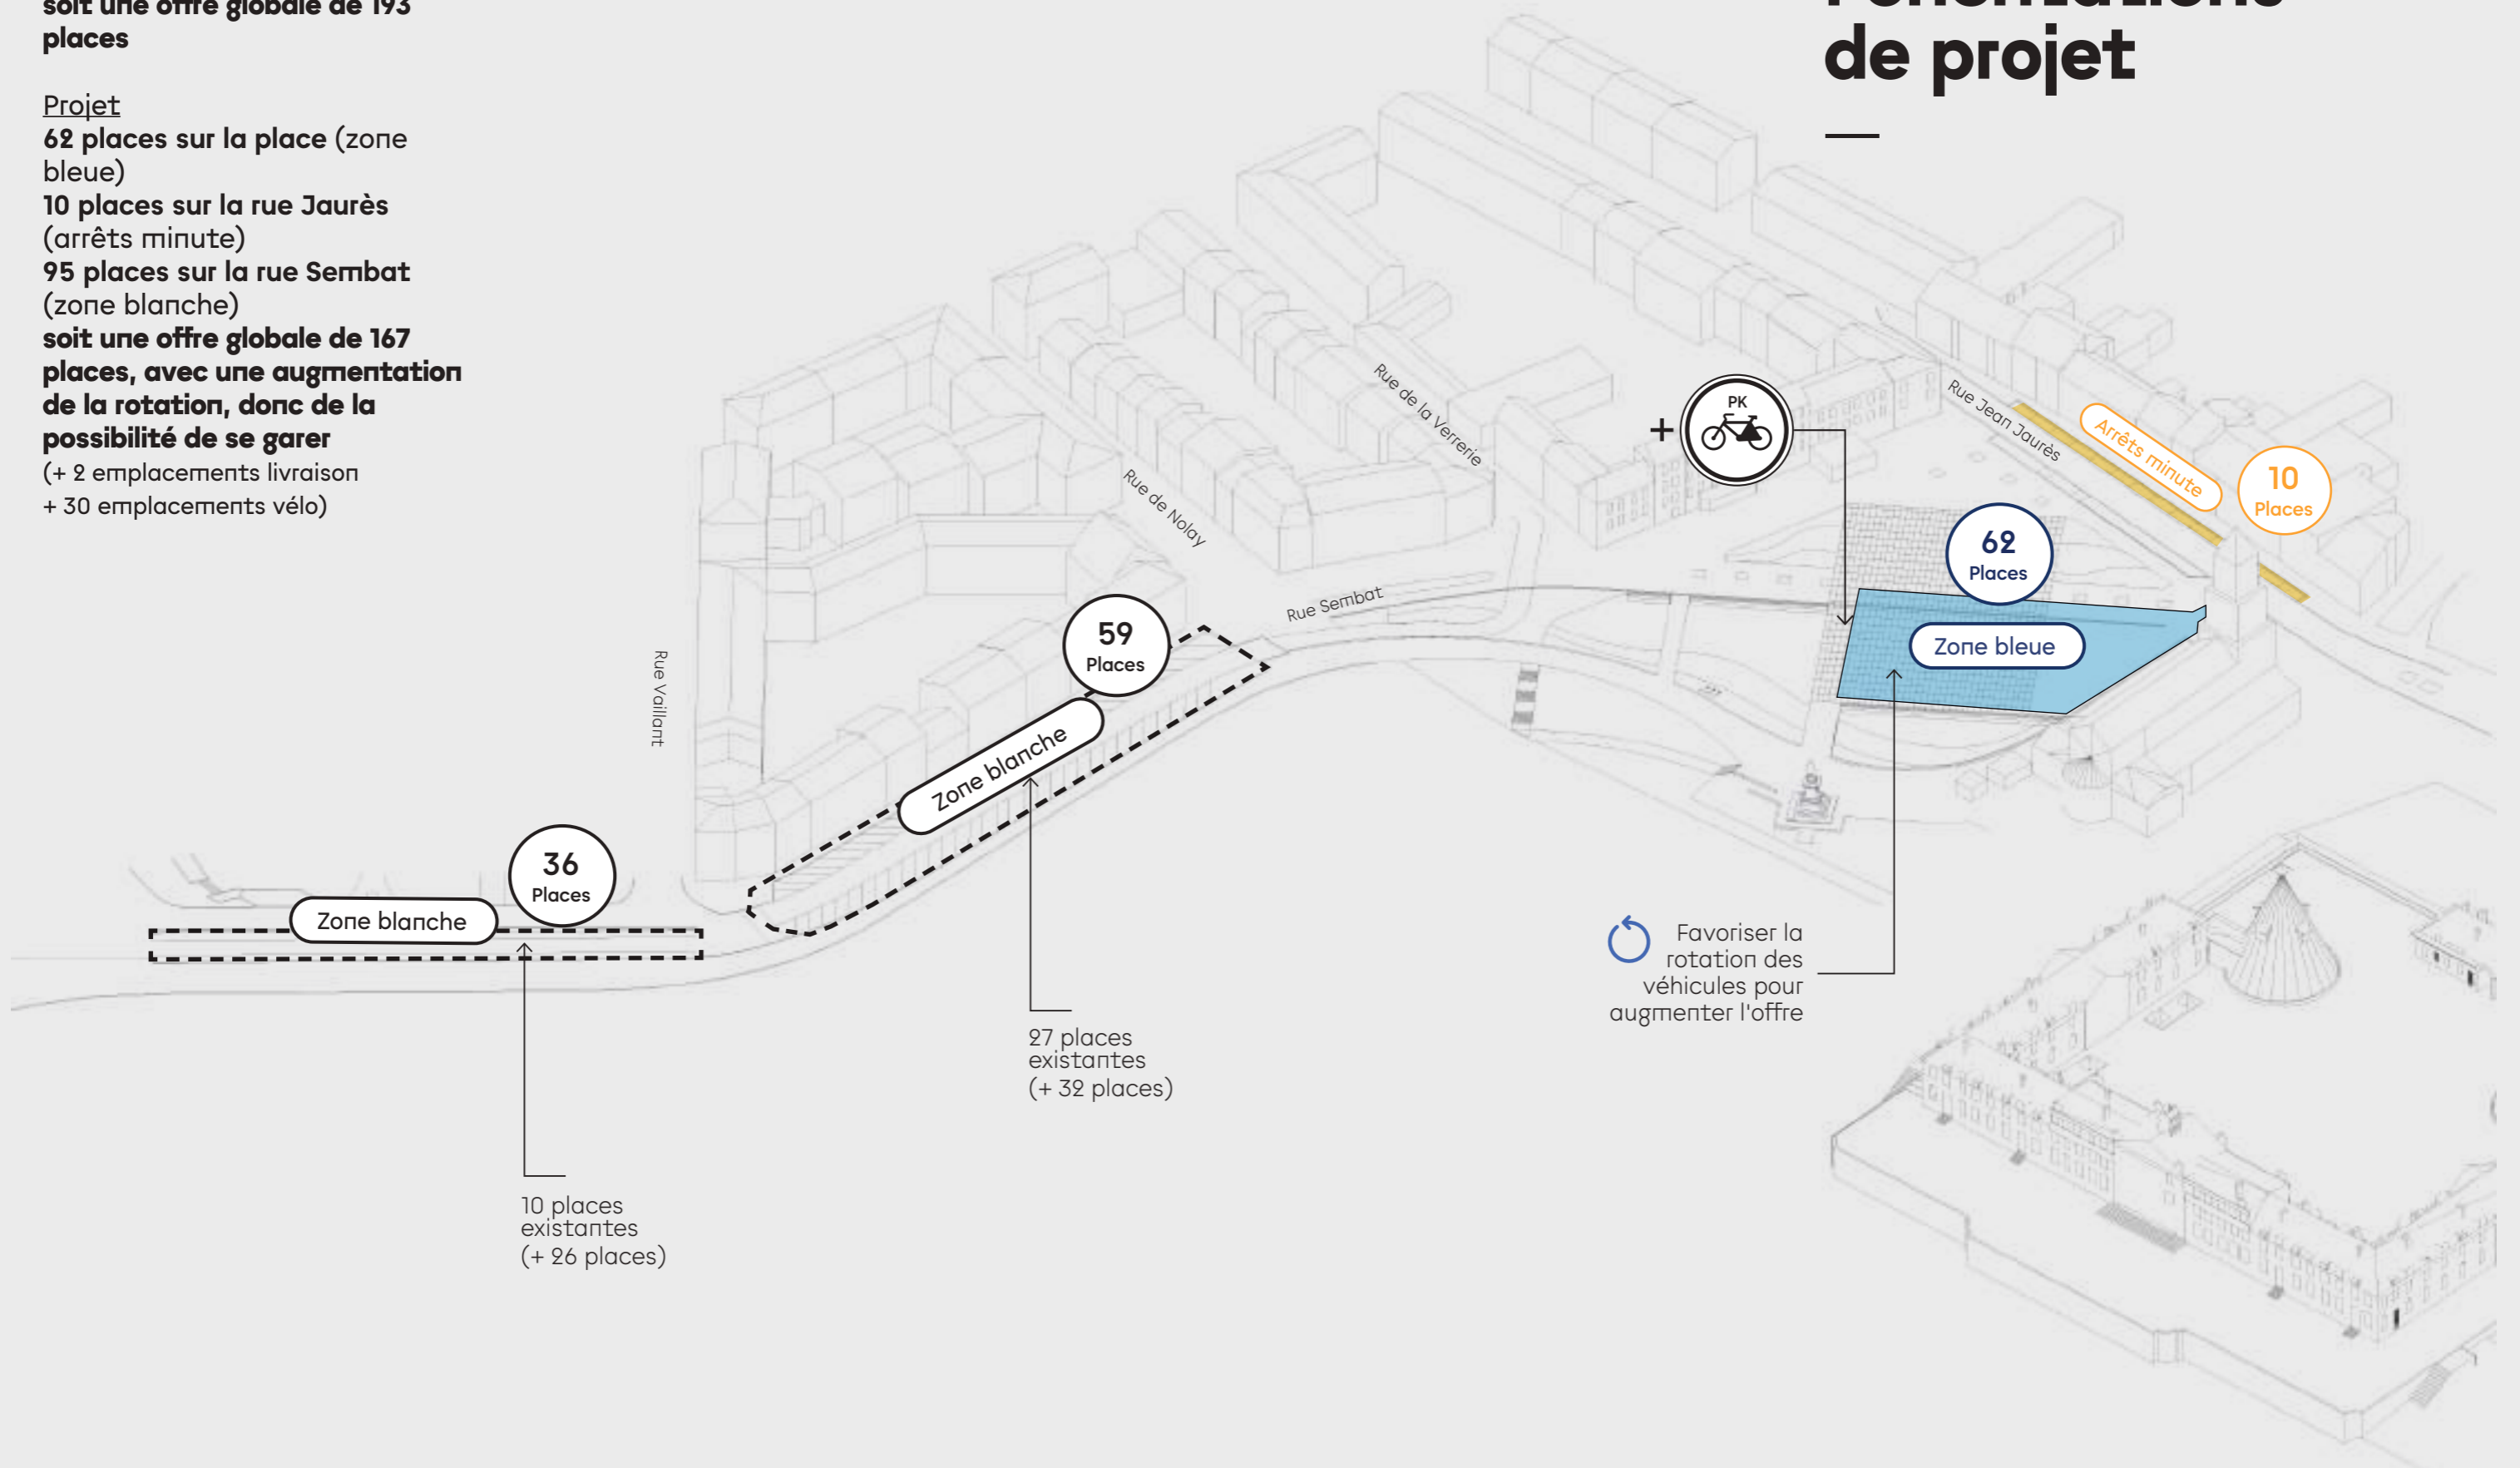 soit une offre globale de 193
places
Projet
62 places sur la place (zone
bleue)
10 places sur la rue Jaurès
(arrêts minute)
95 places sur la rue Sembat
(zone blanche)
soit une offre globale de 167
places, avec une augmentation
de la rotation, donc de la
possibilité de se garer
(+ 2 emplacements livraison
+ 30 emplacements vélo)
de projet
Rue de la Verrerie
Rue de Nolay
Rue Sembat
Rue Vaillant
Rue Jean Jaurès
+
PK
Arrêts minute
10
Places
62
Places
Zone bleue
59
Places
Zone blanche
36
Places
Zone blanche
Favoriser la
rotation des
véhicules pour
augmenter l'offre
27 places
existantes
(+ 32 places)
10 places
existantes
(+ 26 places)